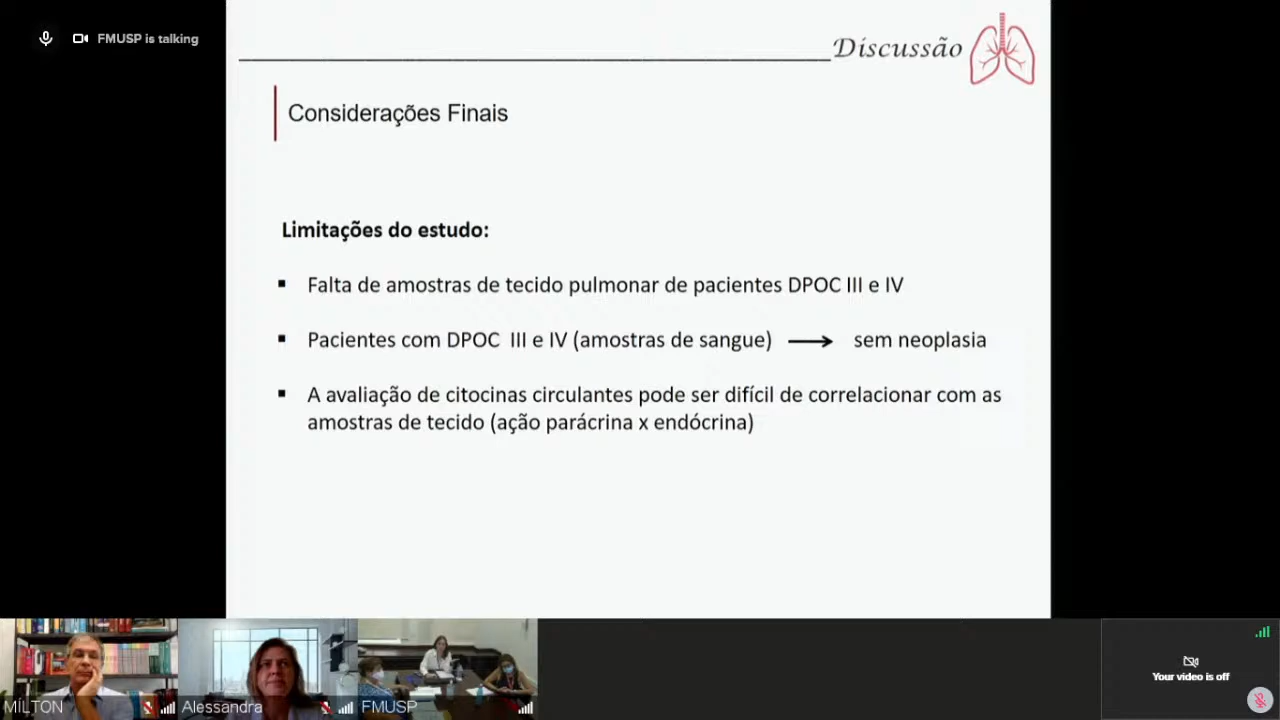 FMUSP is talking
Discussão
Considerações Finais
Limitações do estudo:
Falta de amostras de tecido pulmonar de pacientes DPOC III e IV
Pacientes com DPOC III e IV (amostras de sangue) → sem neoplasia
A avaliação de citocinas circulantes pode ser difícil de correlacionar com as
amostras de tecido (ação parácrina x endócrina)
MÍLTON
Alessandra
FMUSP
Your video is off